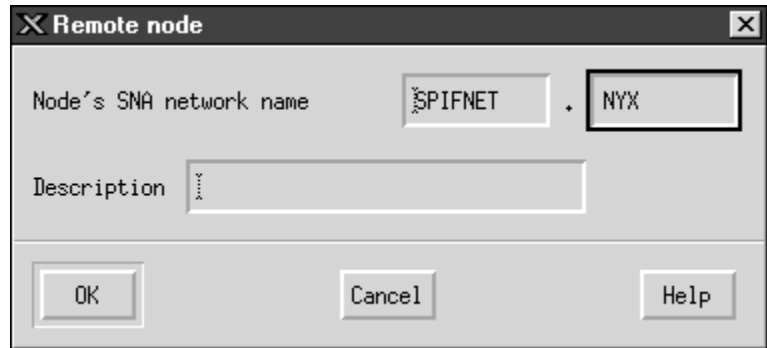 Remote node
Node's SNA network name SPIFNET . NYX
Description
OK Cancel Help